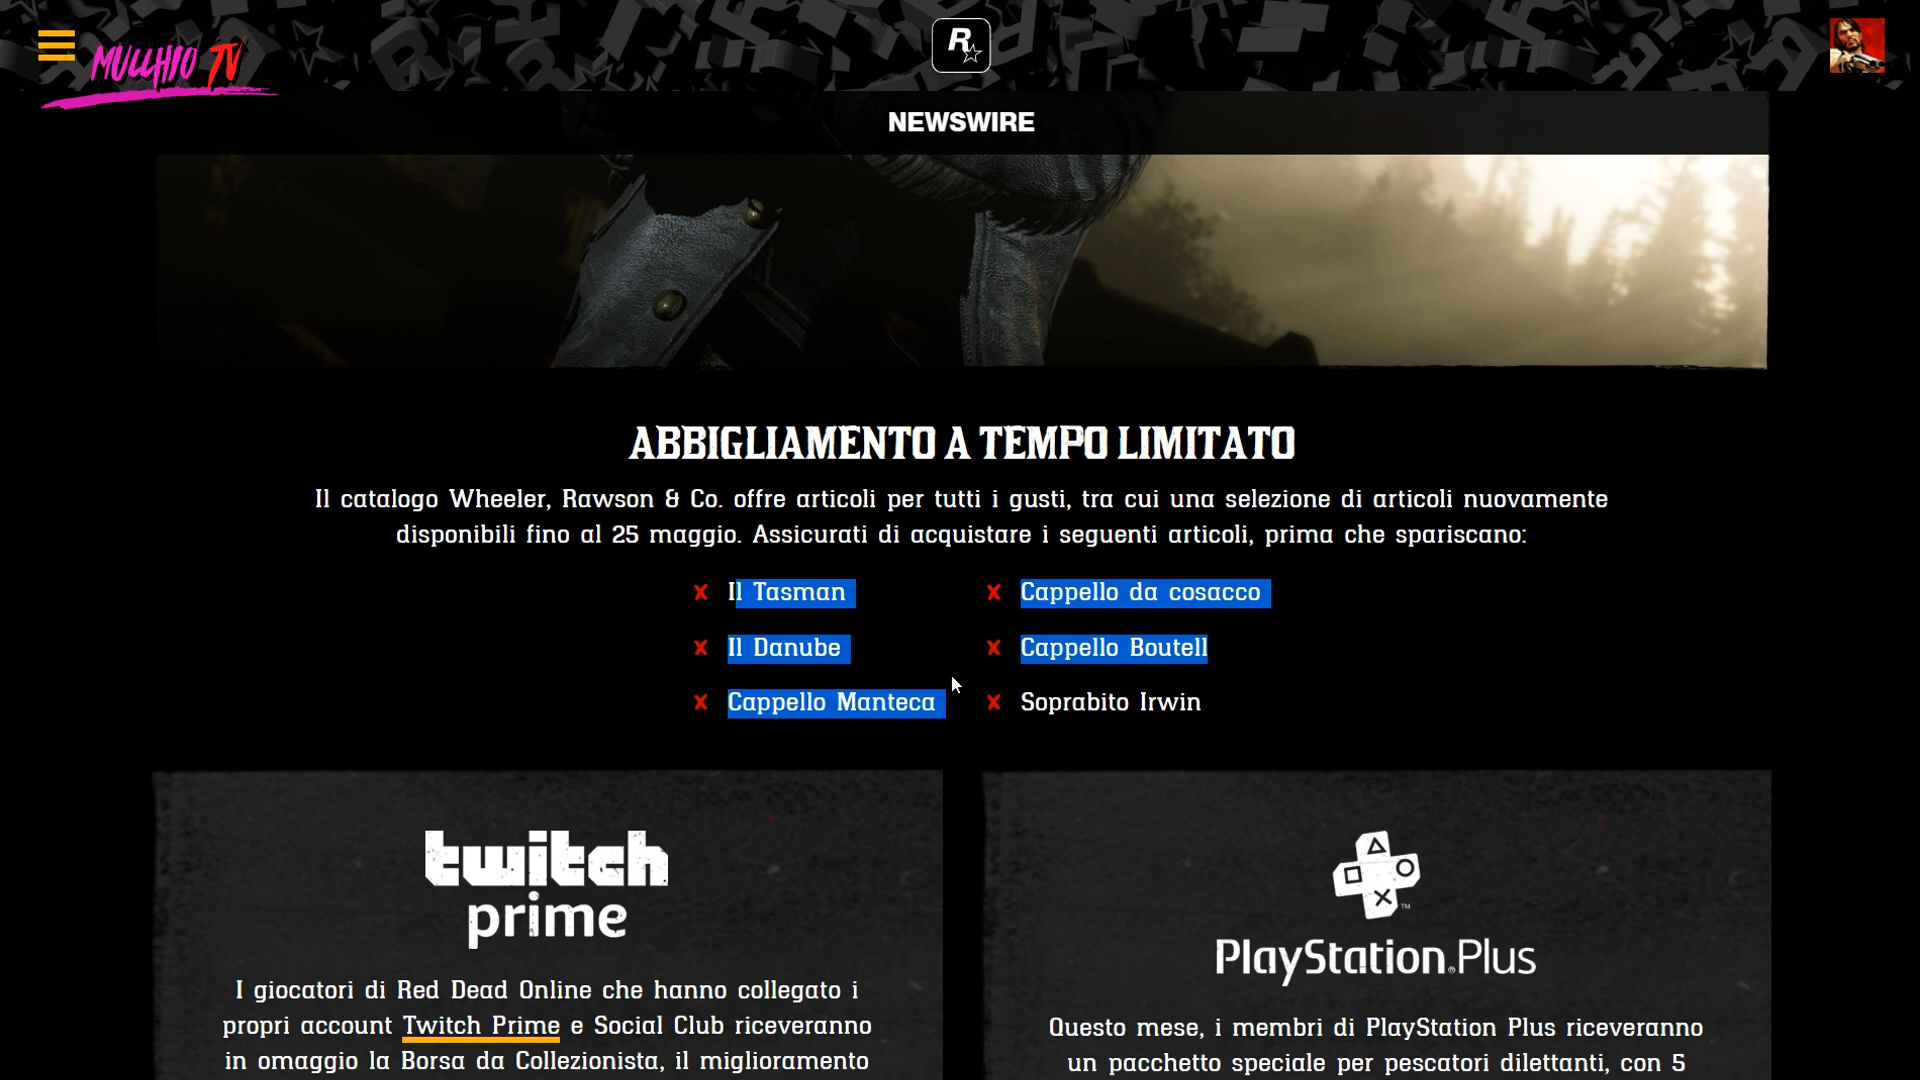 MUCCHIO TV
R
NEWSWIRE
ABBIGLIAMENTO A TEMPO LIMITATO
Il catalogo Wheeler, Rawson & Co. offre articoli per tutti i gusti, tra cui una selezione di articoli nuovamente
disponibili fino al 25 maggio. Assicurati di acquistare i seguenti articoli, prima che spariscano:
Il Tasman
Cappello da cosacco
Il Danube
Cappello Boutell
Cappello Manteca
Soprabito Irwin
twitch
prime
I giocatori di Red Dead Online che hanno collegato i
propri account Twitch Prime e Social Club riceveranno
in omaggio la Borsa da Collezionista, il miglioramento
PlayStation®Plus
Questo mese, i membri di PlayStation Plus riceveranno
un pacchetto speciale per pescatori dilettanti, con 5